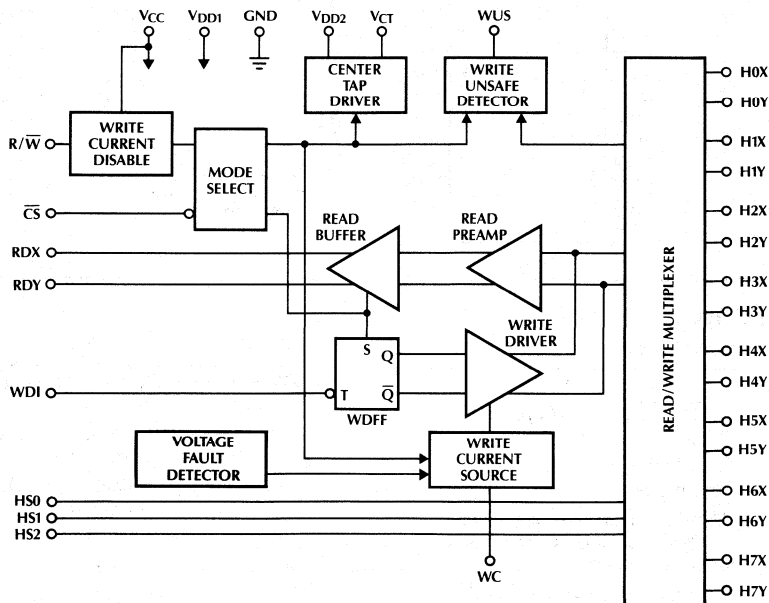 VCC VDD1 GND VDD2 VCT WUS
CENTER
TAP
DRIVER
WRITE
UNSAFE
DETECTOR
R/W̅
WRITE
CURRENT
DISABLE
MODE
SELECT
C̅S̅
RDX
RDY
READ
BUFFER
READ
PREAMP
WRITE
DRIVER
S
Q
T
Q̅
WDFF
WDI
VOLTAGE
FAULT
DETECTOR
WRITE
CURRENT
SOURCE
HS0
HS1
HS2
WC
READ/WRITE MULTIPLEXER
H0X
H0Y
H1X
H1Y
H2X
H2Y
H3X
H3Y
H4X
H4Y
H5X
H5Y
H6X
H6Y
H7X
H7Y